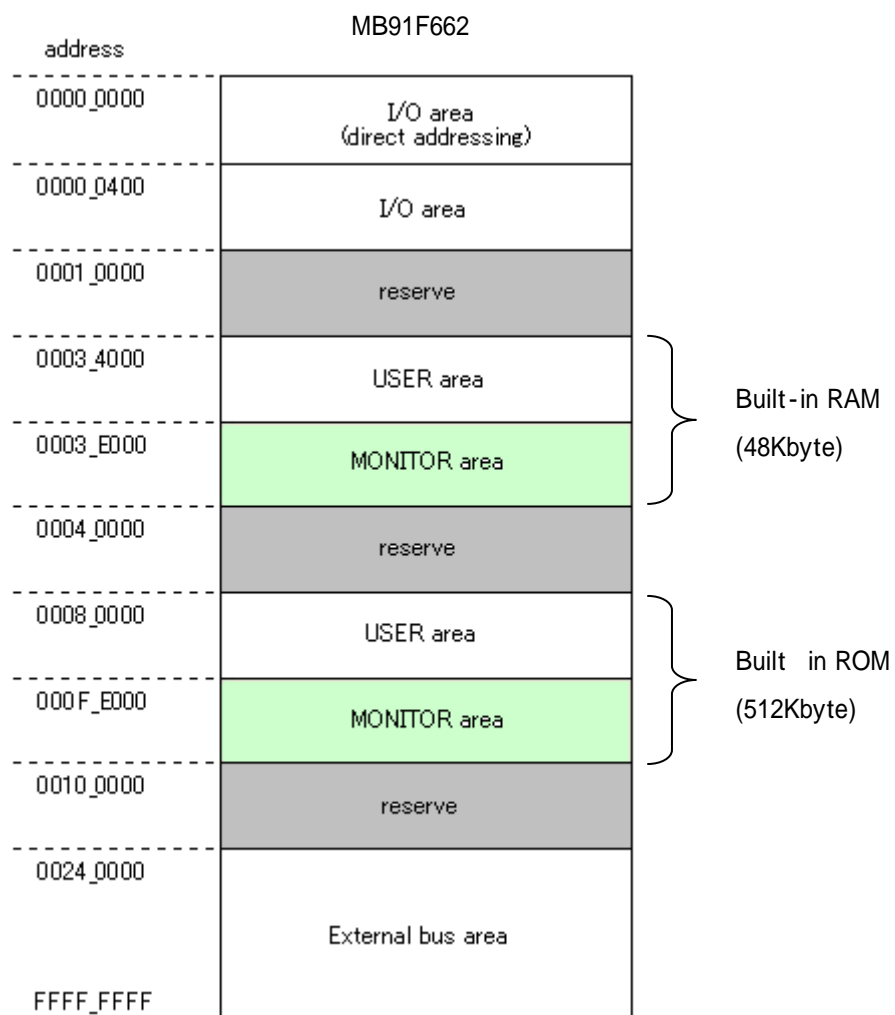 MB91F662
address
0000_0000
I/O area
(direct addressing)
0000_0400
I/O area
0001_0000
reserve
0003_4000
USER area
Built-in RAM
(48Kbyte)
0003_E000
MONITOR area
0004_0000
reserve
0008_0000
USER area
Built in ROM
(512Kbyte)
000F_E000
MONITOR area
0010_0000
reserve
0024_0000
External bus area
FFFF_FFFF